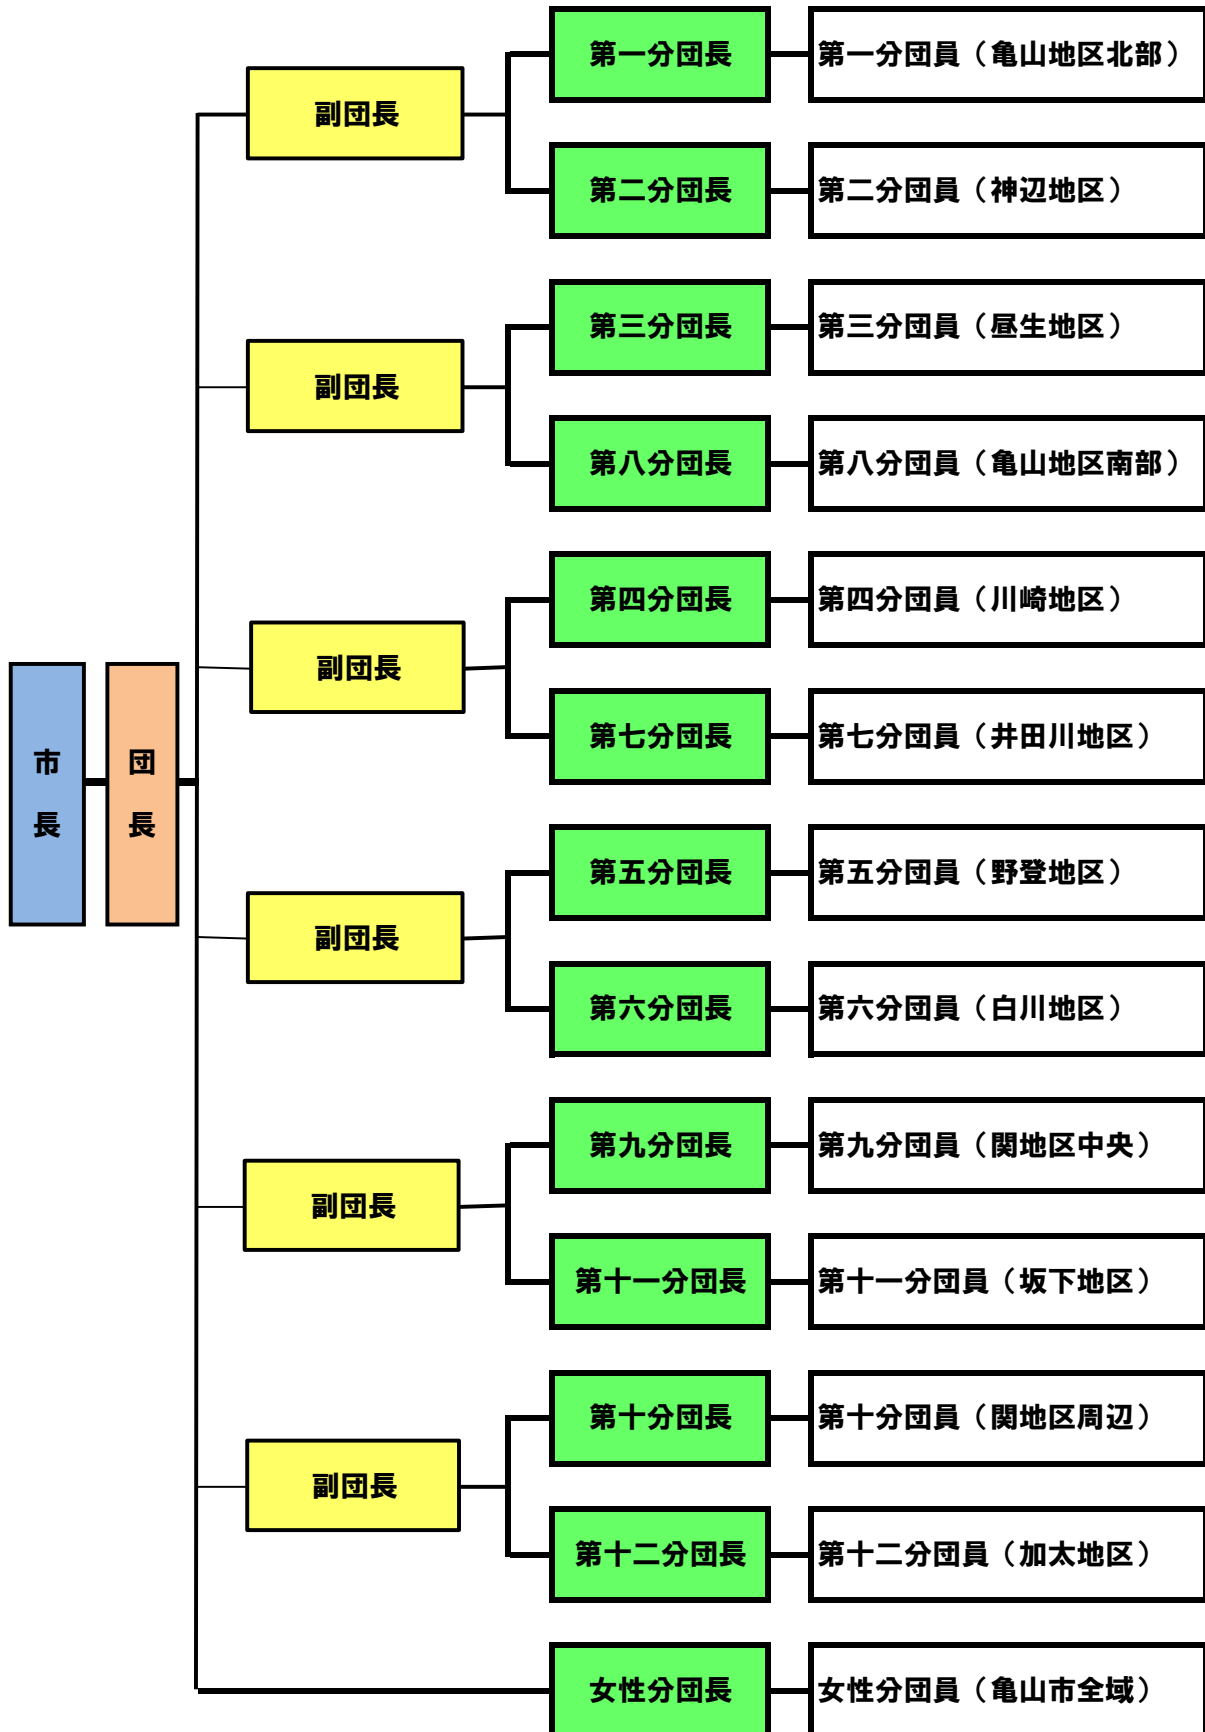 市長
団長
副団長
第一分団長
第一分団員（亀山地区北部）
第二分団長
第二分団員（神辺地区）
副団長
第三分団長
第三分団員（昼生地区）
第八分団長
第八分団員（亀山地区南部）
副団長
第四分団長
第四分団員（川崎地区）
第七分団長
第七分団員（井田川地区）
副団長
第五分団長
第五分団員（野登地区）
第六分団長
第六分団員（白川地区）
副団長
第九分団長
第九分団員（関地区中央）
第十一分団長
第十一分団員（坂下地区）
副団長
第十分団長
第十分団員（関地区周辺）
第十二分団長
第十二分団員（加太地区）
女性分団長
女性分団員（亀山市全域）